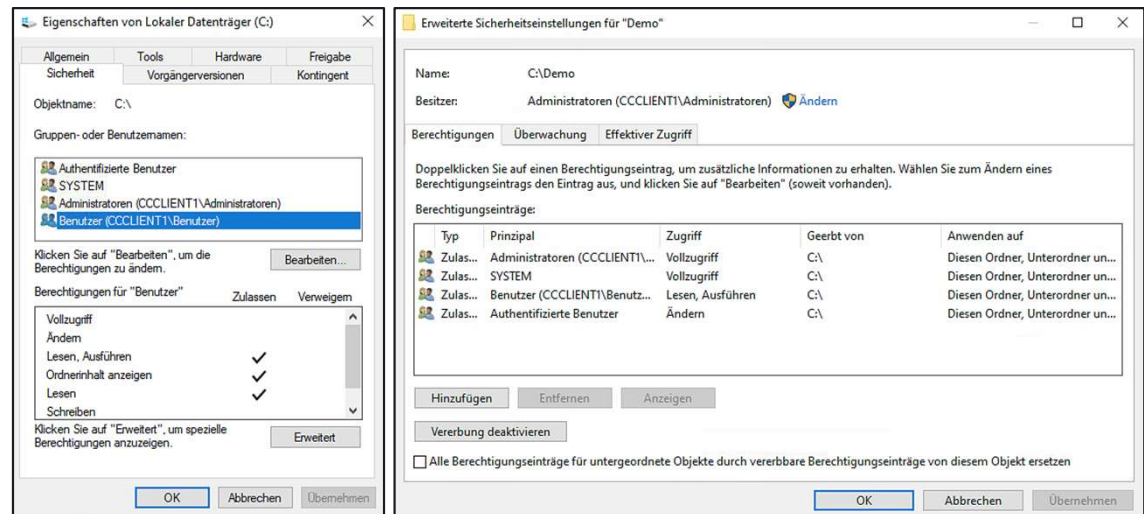 Eigenschaften von Lokaler Datenträger (C:)
Allgemein Tools Hardware Freigabe
Sicherheit Vorgängerversionen Kontingent
Objektname: C:\
Gruppen- oder Benutzernamen:
Authentifizierte Benutzer
SYSTEM
Administratoren (CCCLIENT1\Administratoren)
Benutzer (CCCLIENT1\Benutzer)
Klicken Sie auf "Bearbeiten", um die
Berechtigungen zu ändern.
Bearbeiten...
Berechtigungen für "Benutzer" Zulassen Verweigern
Vollzugriff
Ändern
Lesen, Ausführen
Ordnerinhalt anzeigen
Lesen
Schreiben
Klicken Sie auf "Erweitert", um spezielle
Berechtigungen anzuzeigen.
Erweitert
OK Abbrechen Übernehmen
Erweiterte Sicherheitseinstellungen für "Demo"
Name: C:\Demo
Besitzer: Administratoren (CCCLIENT1\Administratoren) Ändern
Berechtigungen Überwachung Effektiver Zugriff
Doppelklicken Sie auf einen Berechtigungseintrag, um zusätzliche Informationen zu erhalten. Wählen Sie zum Ändern eines
Berechtigungseintrags den Eintrag aus, und klicken Sie auf "Bearbeiten" (soweit vorhanden).
Berechtigungseinträge:
Typ Prinzipal Zugriff Geerbt von Anwenden auf
Zulas... Administratoren (CCCLIENT1\... Vollzugriff C:\ Diesen Ordner, Unterordner un...
Zulas... SYSTEM Vollzugriff C:\ Diesen Ordner, Unterordner un...
Zulas... Benutzer (CCCLIENT1\Benutz... Lesen, Ausführen C:\ Diesen Ordner, Unterordner un...
Zulas... Authentifizierte Benutzer Ändern C:\ Diesen Ordner, Unterordner un...
Hinzufügen Entfernen Anzeigen
Vererbung deaktivieren
Alle Berechtigungseinträge für untergeordnete Objekte durch vererbbare Berechtigungseinträge von diesem Objekt ersetzen
OK Abbrechen Übernehmen